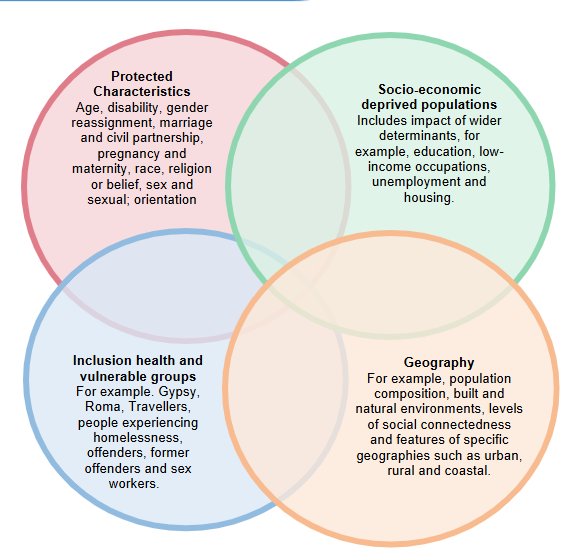 Protected
Characteristics
Age, disability, gender
reassignment, marriage
and civil partnership,
pregnancy and
maternity, race, religion
or belief, sex and
sexual; orientation
Socio-economic
deprived populations
Includes impact of wider
determinants, for
example, education, low-
income occupations,
unemployment and
housing.
Inclusion health and
vulnerable groups
For example. Gypsy,
Roma, Travellers,
people experiencing
homelessness,
offenders, former
offenders and sex
workers.
Geography
For example, population
composition, built and
natural environments, levels
of social connectedness
and features of specific
geographies such as urban,
rural and coastal.